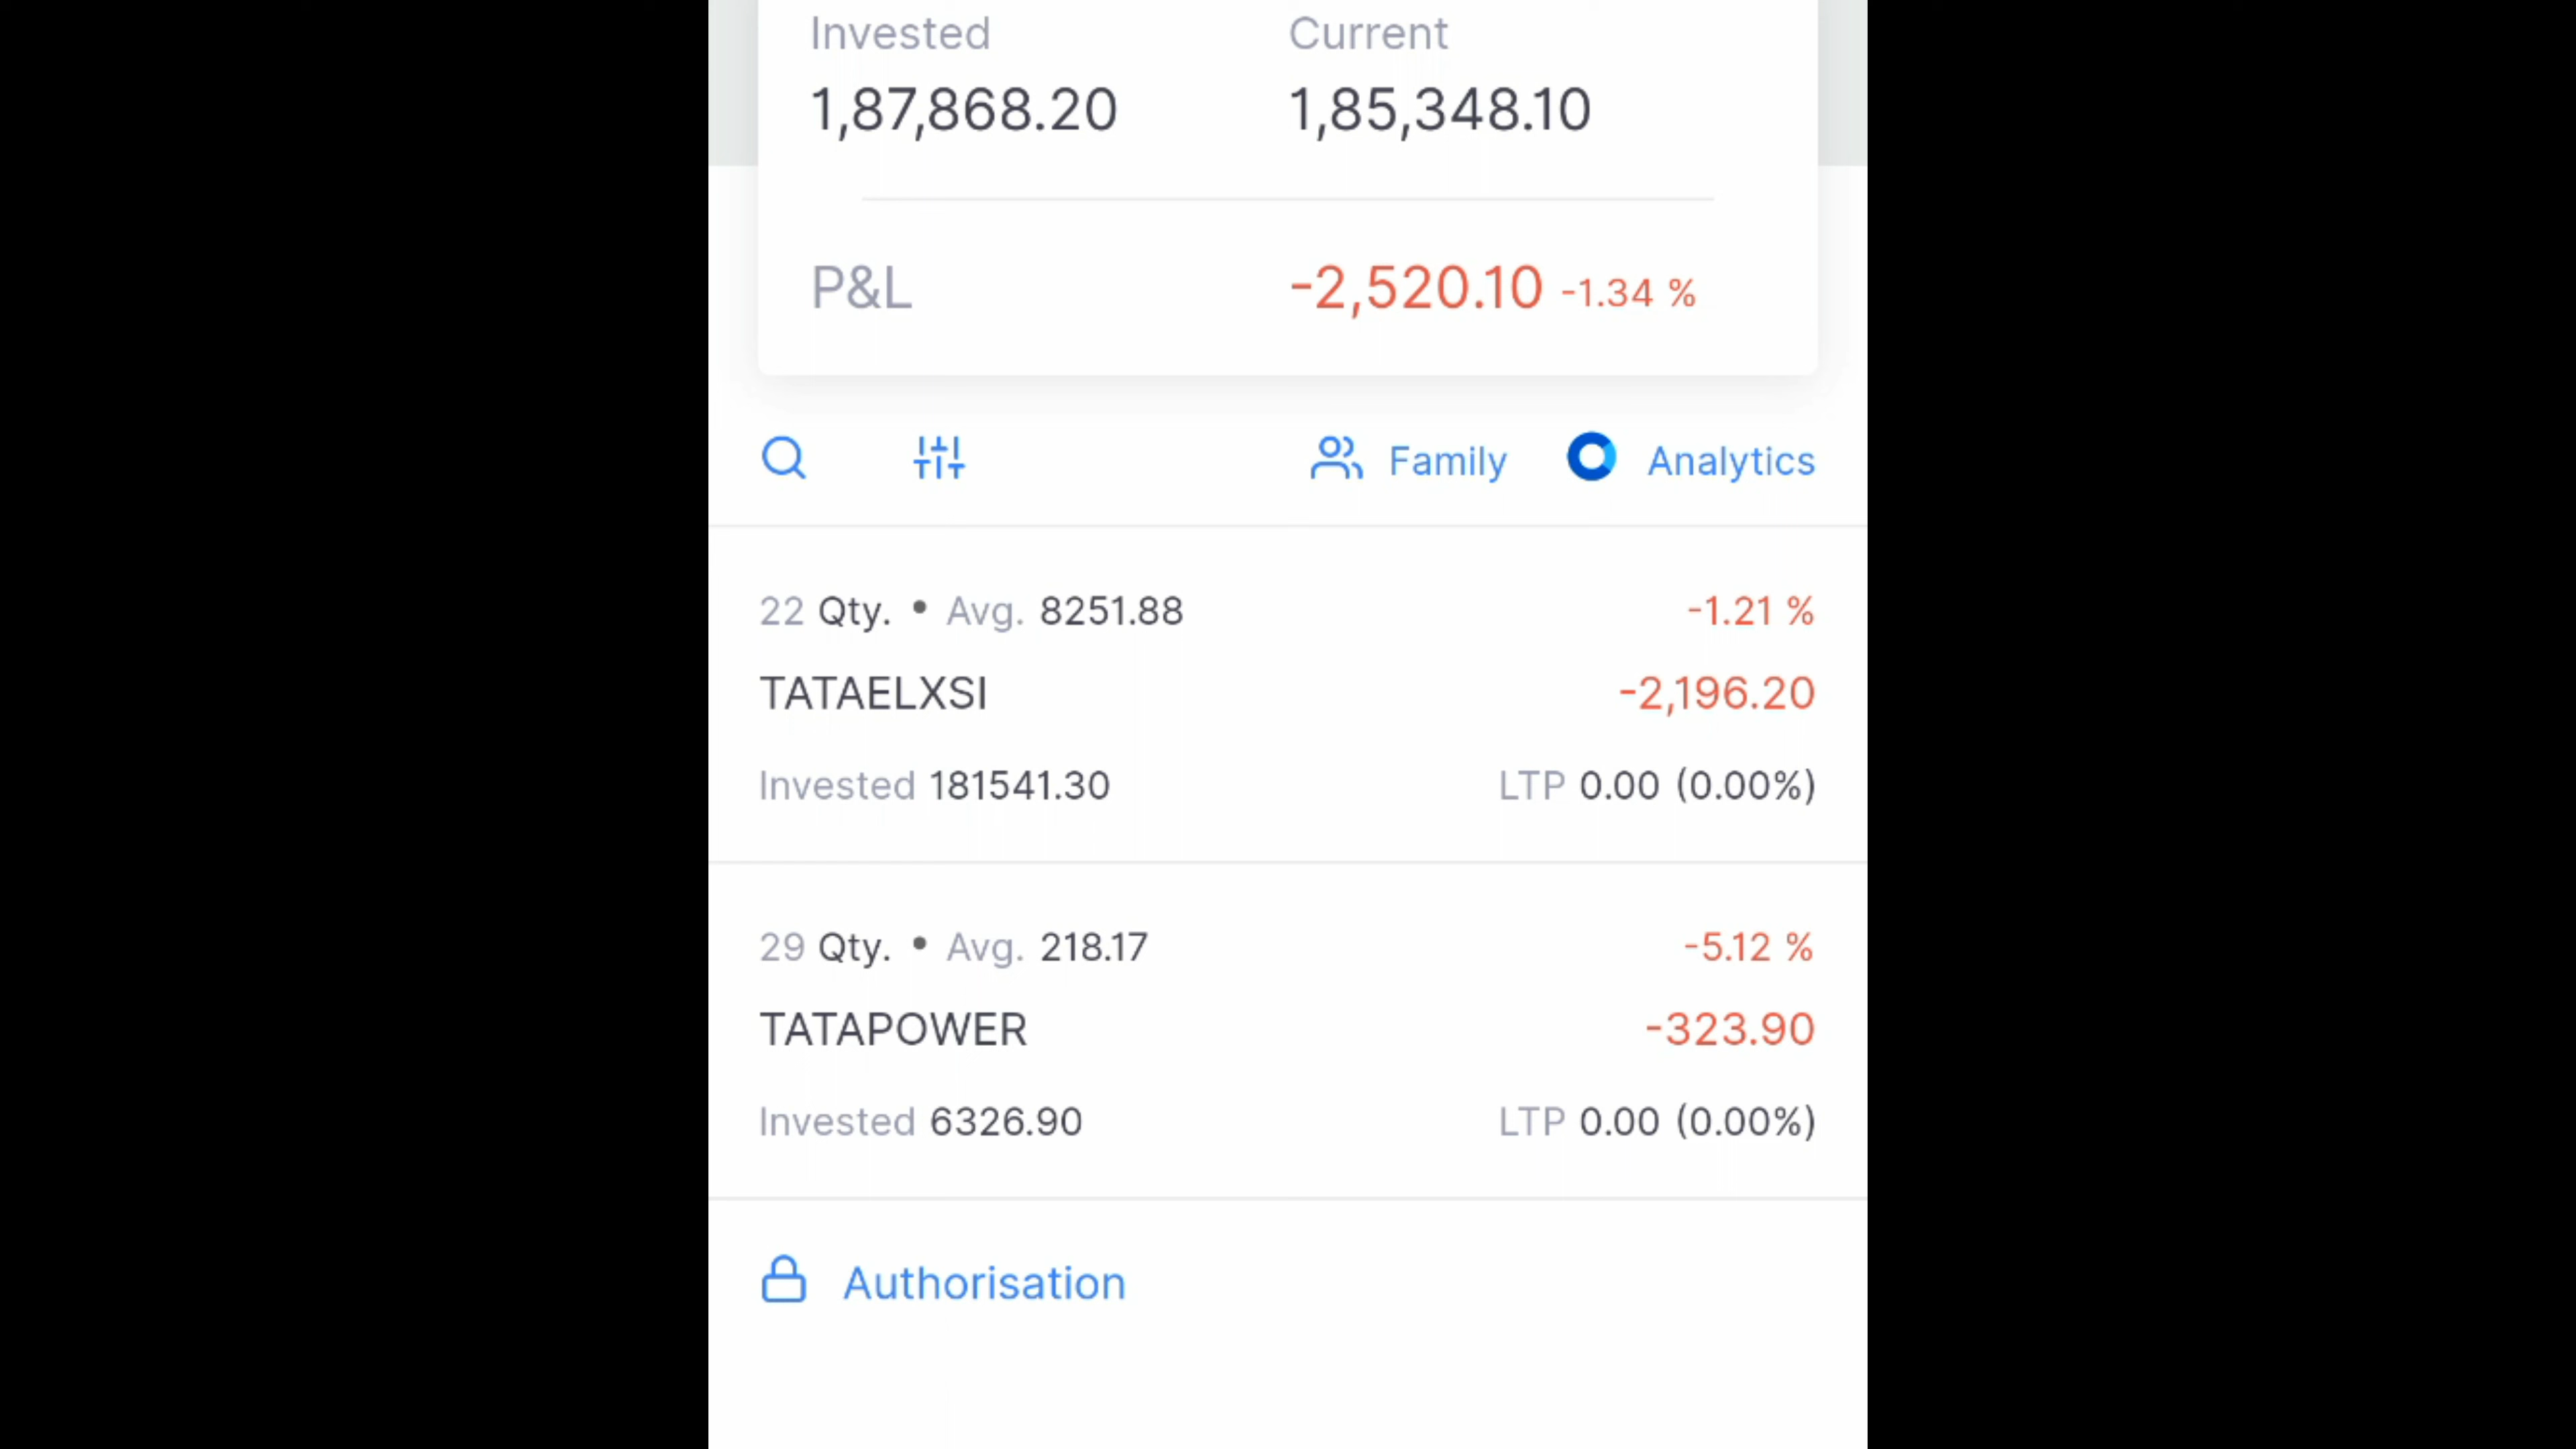 Invested Current
1,87,868.20 1,85,348.10
P&L -2,520.10 -1.34 %
Family Analytics
22 Qty. • Avg. 8251.88 -1.21 %
TATAELXSI -2,196.20
Invested 181541.30 LTP 0.00 (0.00%)
29 Qty. • Avg. 218.17 -5.12 %
TATAPOWER -323.90
Invested 6326.90 LTP 0.00 (0.00%)
Authorisation